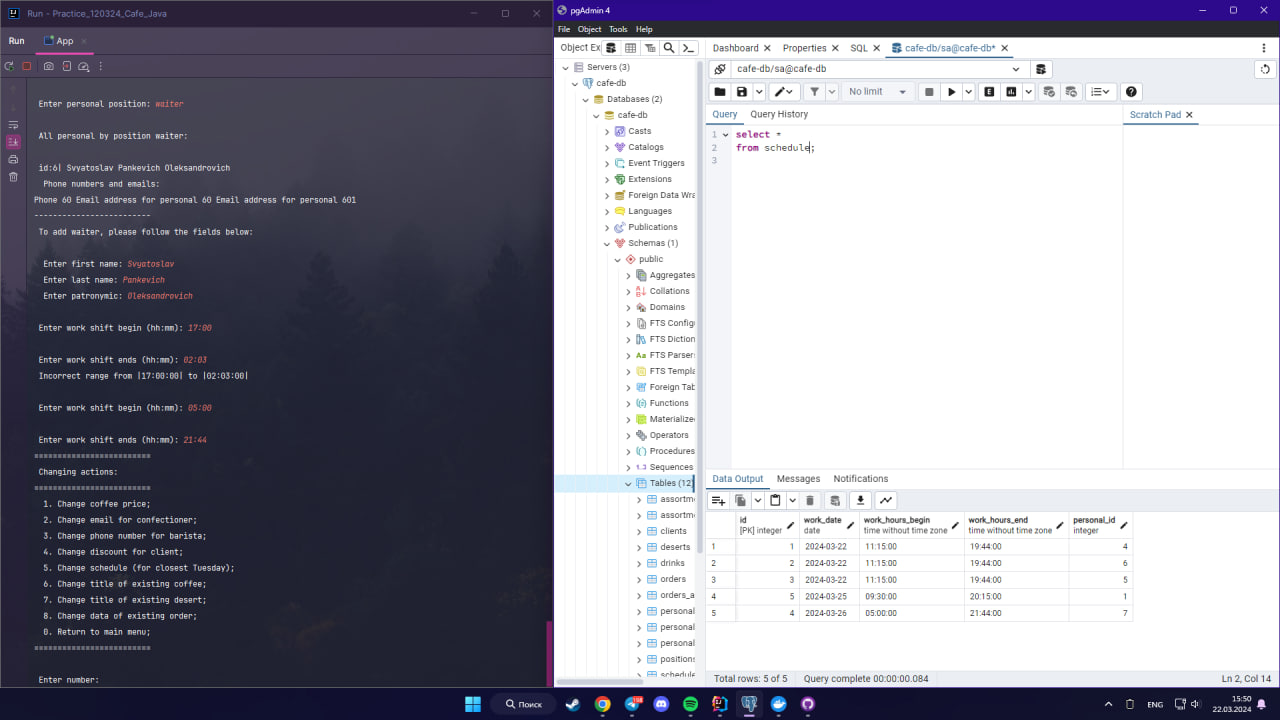 Run - Practice_120324_Cafe_Java
Run
App
Enter personal position: waiter
All personal by position waiter:
id:6| Svyatoslav Pankevich Oleksandrovich
Phone numbers and emails:
Phone 60 Email address for personal 60 Email address for personal 601
-------------------------
To add waiter, please follow the fields below:
Enter first name: Svyatoslav
Enter last name: Pankevich
Enter patronymic: Oleksandrovich
Enter work shift begin (hh:mm): 17:00
Enter work shift ends (hh:mm): 02:03
Incorrect range from |17:00:00| to |02:03:00|
Enter work shift begin (hh:mm): 05:00
Enter work shift ends (hh:mm): 21:44
=========================
Changing actions:
=========================
1. Change coffee price;
2. Change email for confectioner;
3. Change phone number for barista;
4. Change discount for client;
5. Change schedule (for closest Tuesday);
6. Change title of existing coffee;
7. Change title of existing desert;
8. Change data of existing order;
0. Return to main menu;
=========================
Enter number:
pgAdmin 4
File Object Tools Help
Object Ex
Servers (3)
cafe-db
Databases (2)
cafe-db
Casts
Catalogs
Event Triggers
Extensions
Foreign Data Wra
Languages
Publications
Schemas (1)
public
Aggregates
Collations
Domains
FTS Config
FTS Diction
FTS Parsers
FTS Templa
Foreign Tab
Functions
Materialize
Operators
Procedures
1..3 Sequences
Tables (12)
assortme
assortme
clients
deserts
drinks
orders
orders_a
personal
personal
personal
positions
schedule
Dashboard Properties SQL cafe-db/sa@cafe-db*
cafe-db/sa@cafe-db
No limit
Query Query History
Scratch Pad
1 select *
2 from schedule;
3
Data Output Messages Notifications
id work_date work_hours_begin work_hours_end personal_id
[PK] integer date time without time zone time without time zone integer
1 1 2024-03-22 11:15:00 19:44:00 4
2 2 2024-03-22 11:15:00 19:44:00 6
3 3 2024-03-22 11:15:00 19:44:00 5
4 5 2024-03-25 09:30:00 20:15:00 1
5 4 2024-03-26 05:00:00 21:44:00 7
Total rows: 5 of 5 Query complete 00:00:00.084 Ln 2, Col 14
Поиск
ENG
15:50
22.03.2024